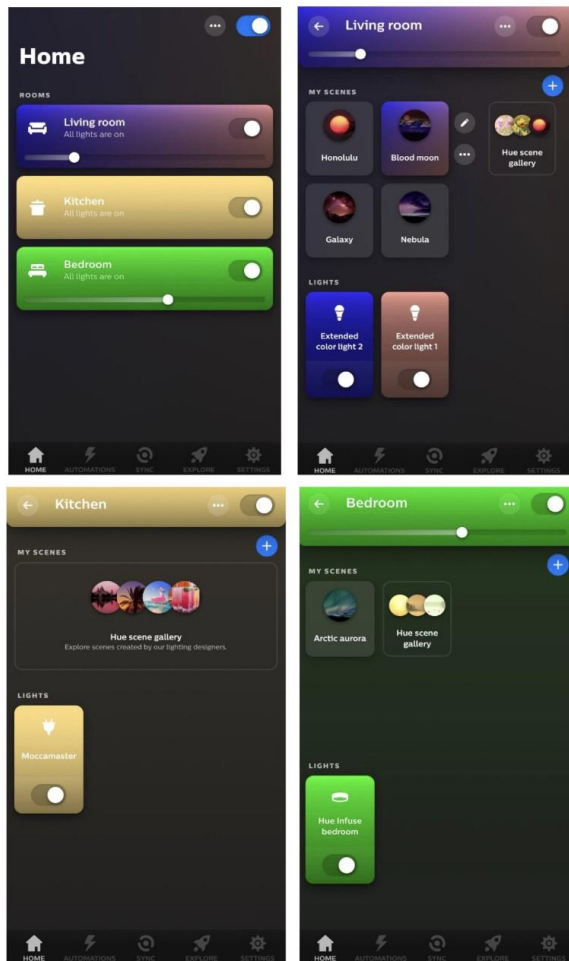 Home
ROOMS
Living room
All lights are on
Kitchen
All lights are on
Bedroom
All lights are on
HOME AUTOMATIONS SYNC EXPLORE SETTINGS
Living room
MY SCENES
Honolulu
Blood moon
Hue scene
gallery
Galaxy
Nebula
LIGHTS
Extended
color light 2
Extended
color light 1
HOME AUTOMATIONS SYNC EXPLORE SETTINGS
Kitchen
MY SCENES
Hue scene gallery
Explore scenes created by our lighting designers.
LIGHTS
Moccamaster
HOME AUTOMATIONS SYNC EXPLORE SETTINGS
Bedroom
MY SCENES
Arctic aurora
Hue scene
gallery
LIGHTS
Hue Infuse
bedroom
HOME AUTOMATIONS SYNC EXPLORE SETTINGS